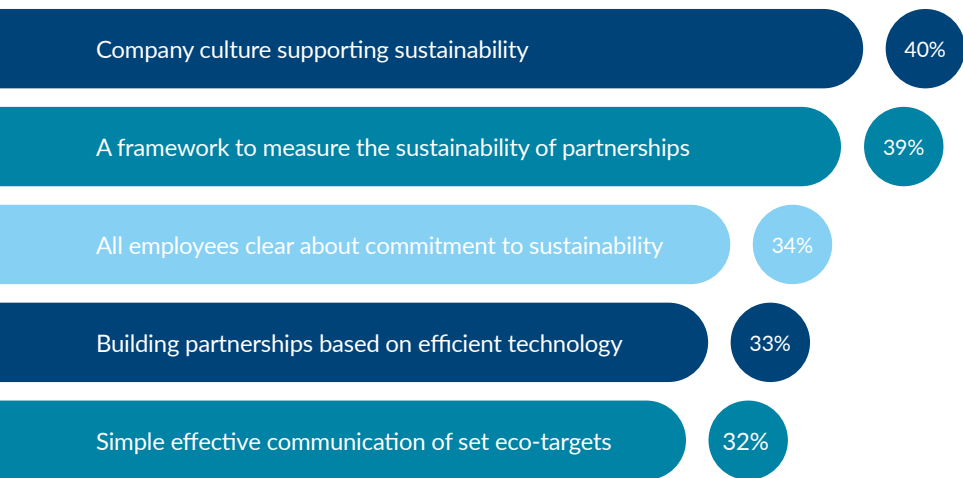 Company culture supporting sustainability 40%
A framework to measure the sustainability of partnerships 39%
All employees clear about commitment to sustainability 34%
Building partnerships based on efficient technology 33%
Simple effective communication of set eco-targets 32%